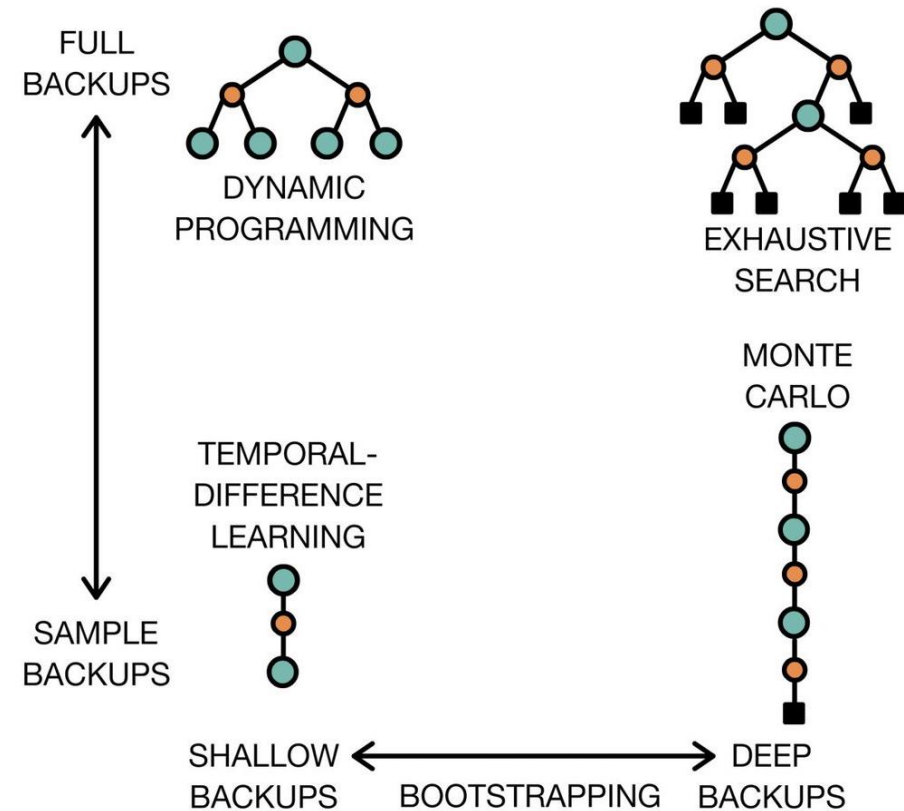 FULL
BACKUPS
DYNAMIC
PROGRAMMING
EXHAUSTIVE
SEARCH
MONTE
CARLO
TEMPORAL-
DIFFERENCE
LEARNING
SAMPLE
BACKUPS
SHALLOW
BACKUPS
BOOTSTRAPPING
DEEP
BACKUPS